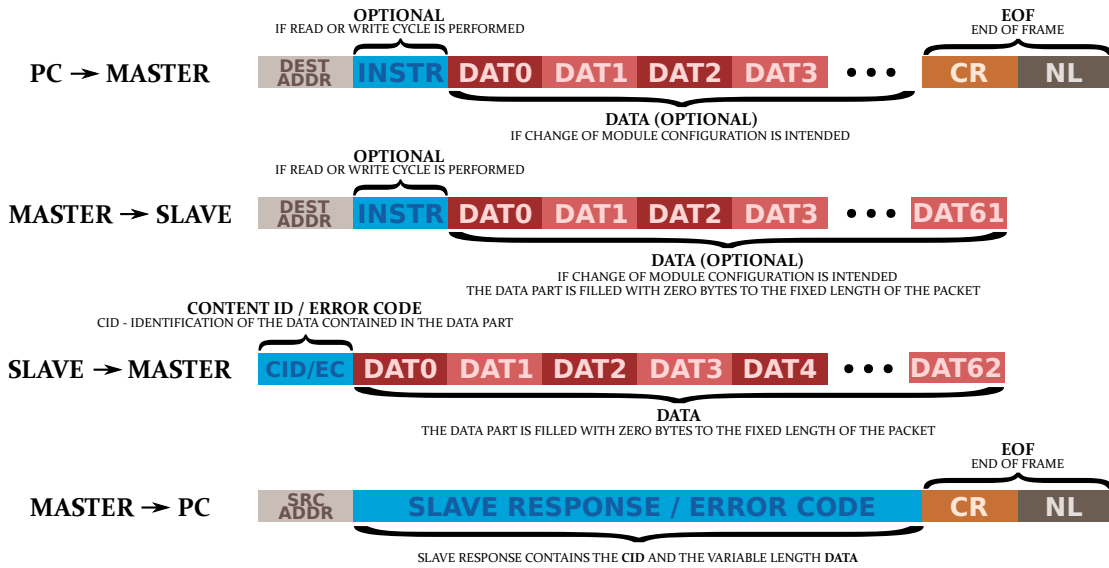 OPTIONAL
IF READ OR WRITE CYCLE IS PERFORMED
EOF
END OF FRAME
PC → MASTER
DEST ADDR INSTR DAT0 DAT1 DAT2 DAT3 ••• CR NL
DATA (OPTIONAL)
IF CHANGE OF MODULE CONFIGURATION IS INTENDED
OPTIONAL
IF READ OR WRITE CYCLE IS PERFORMED
MASTER → SLAVE
DEST ADDR INSTR DAT0 DAT1 DAT2 DAT3 ••• DAT61
DATA (OPTIONAL)
IF CHANGE OF MODULE CONFIGURATION IS INTENDED
THE DATA PART IS FILLED WITH ZERO BYTES TO THE FIXED LENGTH OF THE PACKET
CONTENT ID / ERROR CODE
CID - IDENTIFICATION OF THE DATA CONTAINED IN THE DATA PART
SLAVE → MASTER
CID/EC DAT0 DAT1 DAT2 DAT3 DAT4 ••• DAT62
DATA
THE DATA PART IS FILLED WITH ZERO BYTES TO THE FIXED LENGTH OF THE PACKET
EOF
END OF FRAME
MASTER → PC
SRC ADDR SLAVE RESPONSE / ERROR CODE CR NL
SLAVE RESPONSE CONTAINS THE CID AND THE VARIABLE LENGTH DATA